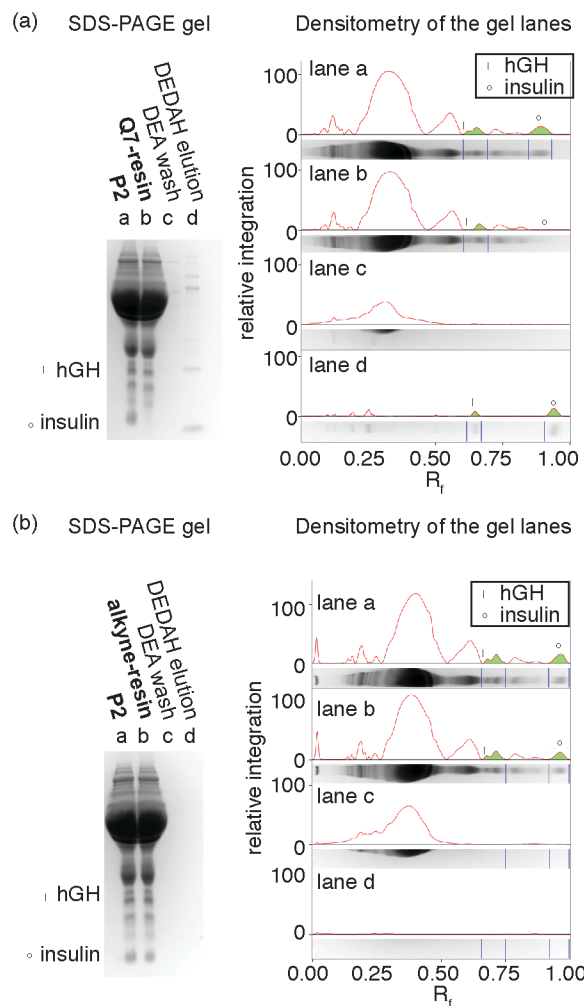 (a) SDS-PAGE gel Densitometry of the gel lanes
P2
Q7-resin
DEA wash
DEDAH elution
a b c d
hGH
insulin
relative integration
hGH
insulin
lane a
100
0
lane b
100
0
lane c
100
0
lane d
100
0
0.00 0.25 0.50 0.75 1.00
Rf
(b) SDS-PAGE gel Densitometry of the gel lanes
P2
alkyne-resin
DEA wash
DEDAH elution
a b c d
hGH
insulin
relative integration
hGH
insulin
lane a
100
0
lane b
100
0
lane c
100
0
lane d
100
0
0.00 0.25 0.50 0.75 1.00
Rf